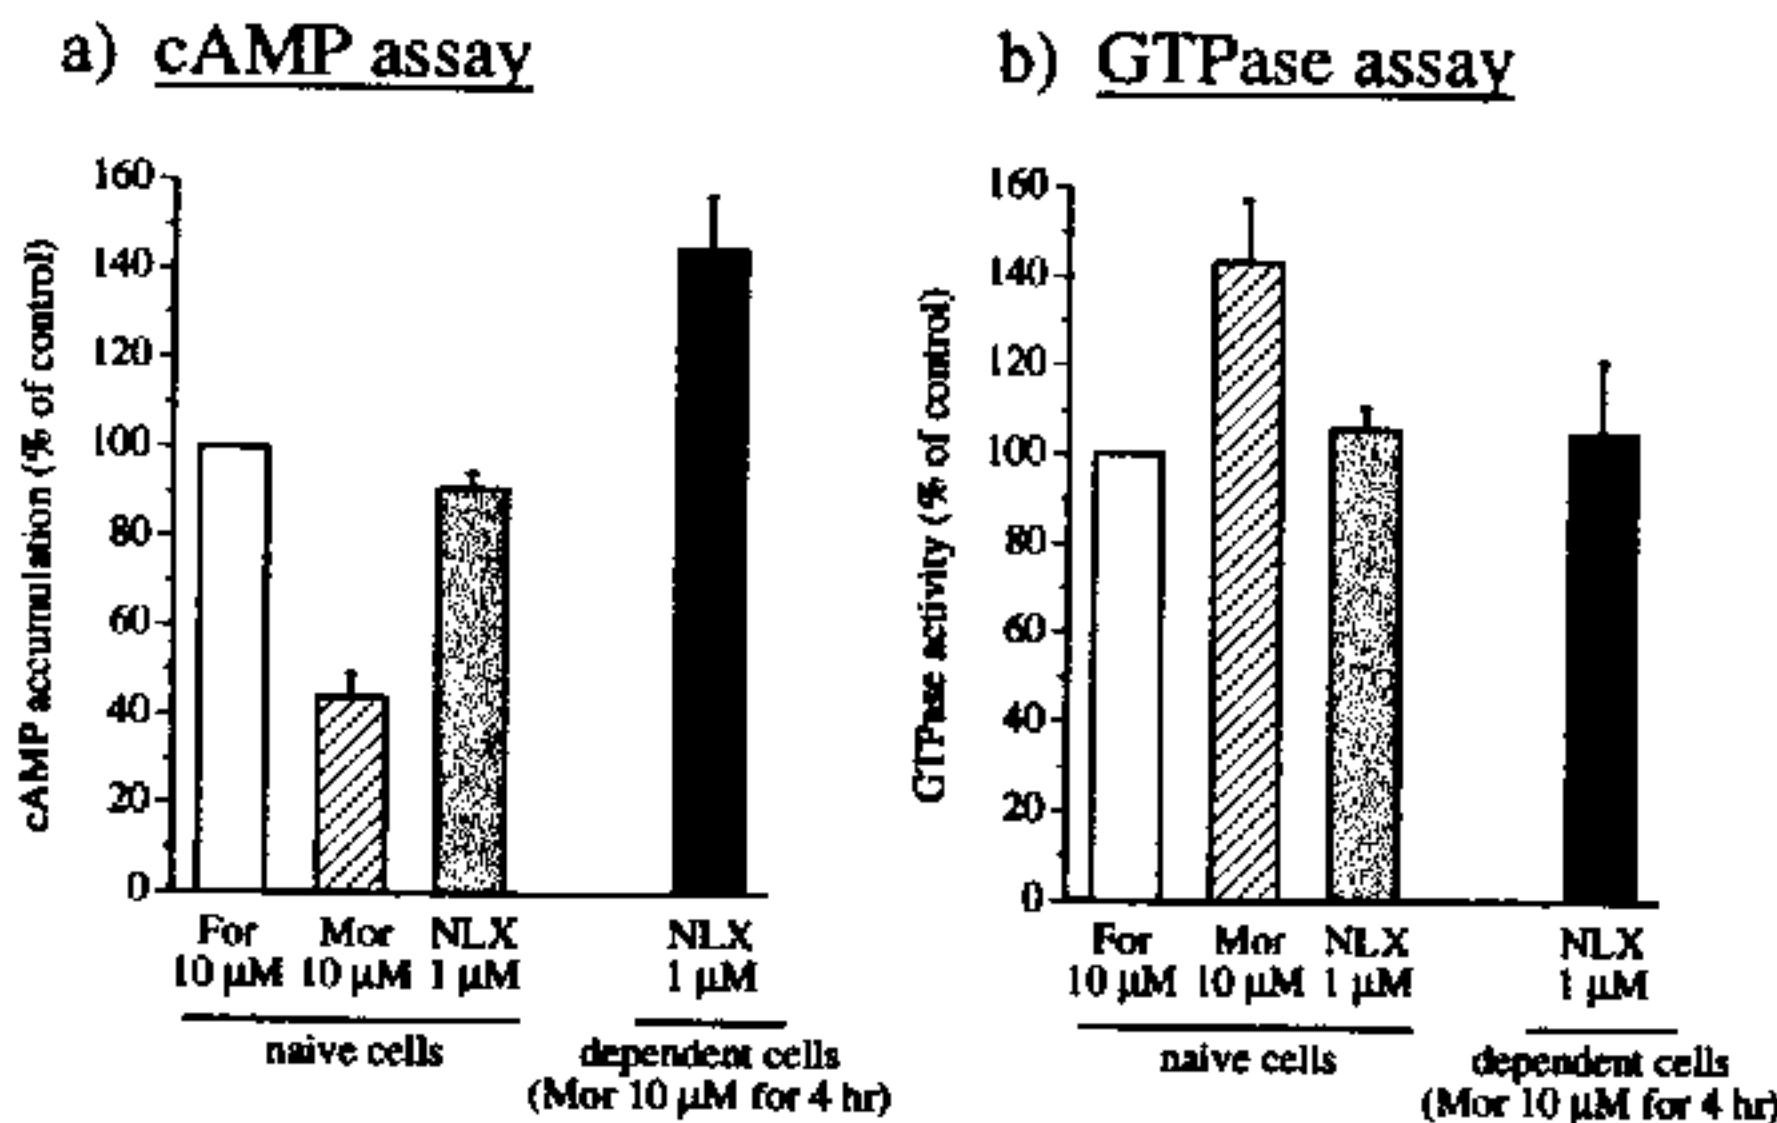 a) cAMP assay
cAMP accumulation (% of control)
160
140
120
100
80
60
40
20
0
For Mor NLX NLX
10 µM 10 µM 1 µM 1 µM
naive cells dependent cells
(Mor 10 µM for 4 hr)
b) GTPase assay
GTPase activity (% of control)
160
140
120
100
80
60
40
20
0
For Mor NLX NLX
10 µM 10 µM 1 µM 1 µM
naive cells dependent cells
(Mor 10 µM for 4 hr)